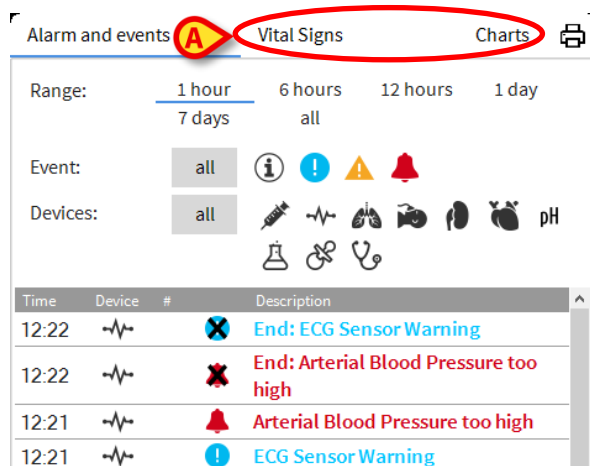 Alarm and events A Vital Signs Charts
Range: 1 hour 6 hours 12 hours 1 day
7 days all
Event: all
Devices: all pH
Time Device # Description
12:22 End: ECG Sensor Warning
12:22 End: Arterial Blood Pressure too
high
12:21 Arterial Blood Pressure too high
12:21 ECG Sensor Warning